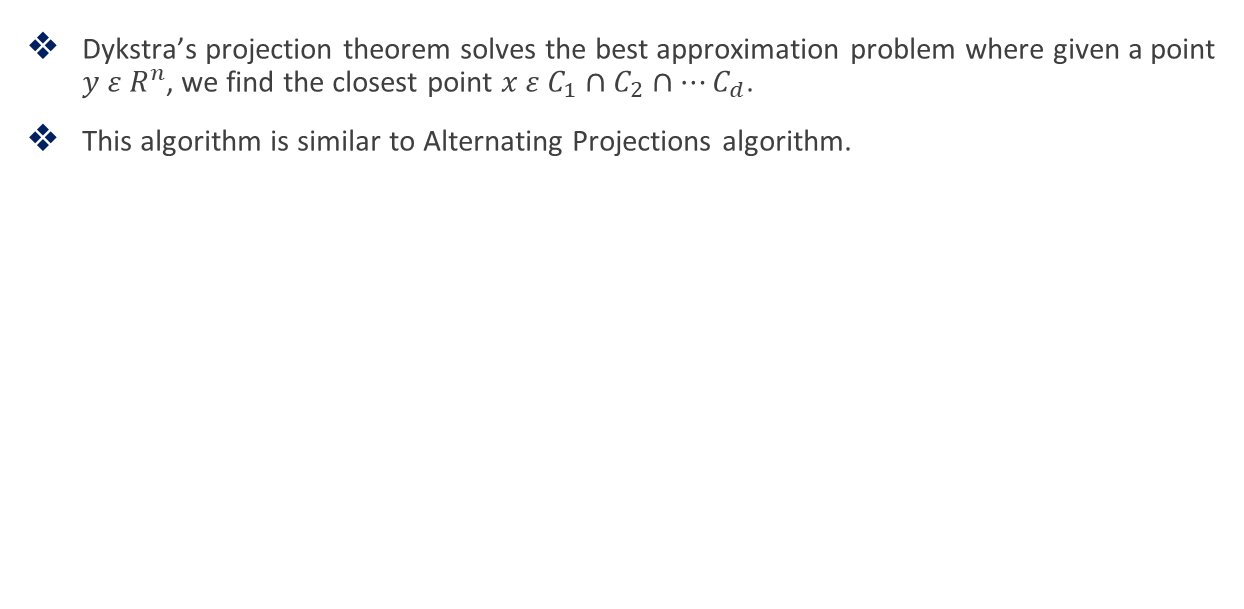 ❖ Dykstra’s projection theorem solves the best approximation problem where given a point
y ε Rⁿ, we find the closest point x ε C₁ ∩ C₂ ∩ ⋯ C_d.
❖ This algorithm is similar to Alternating Projections algorithm.